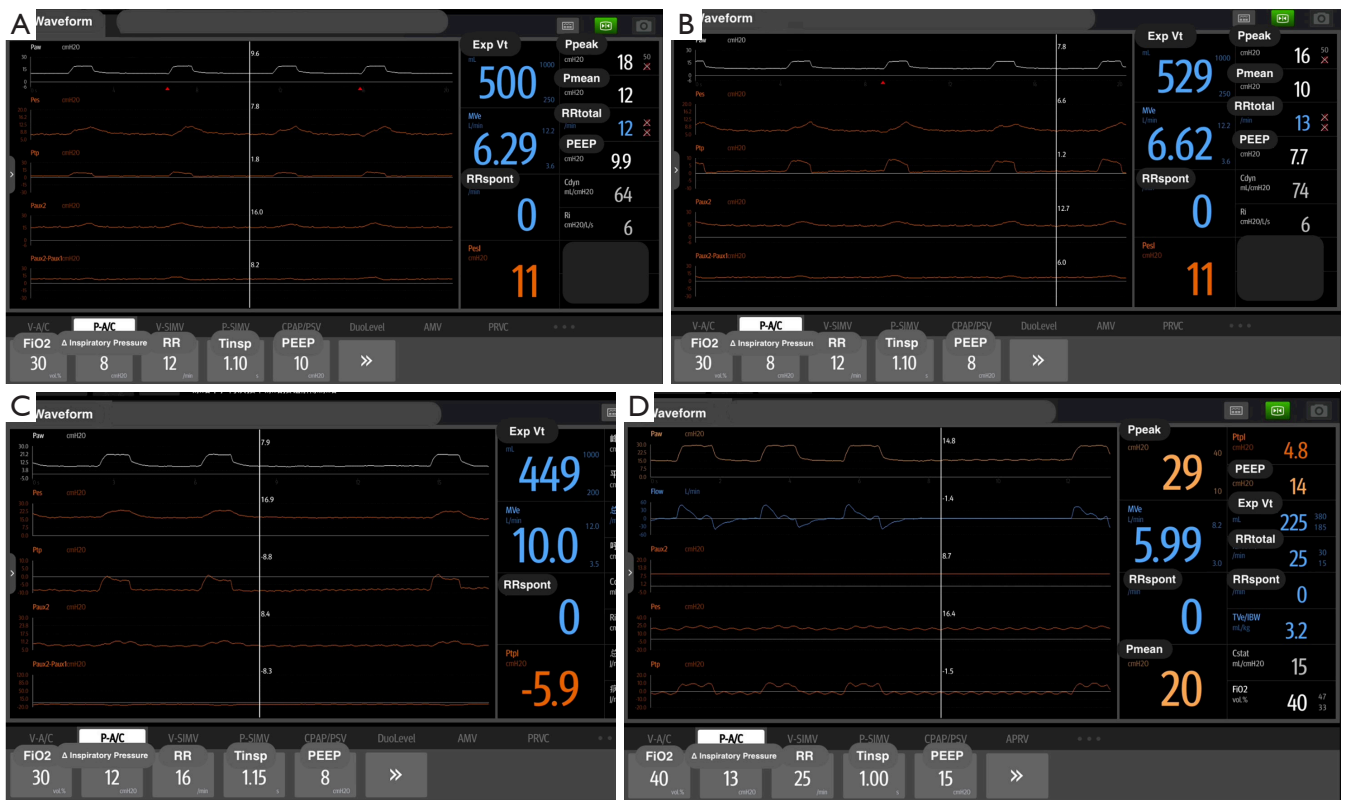 A
Waveform
Paw cmH2O
9.6
Pes cmH2O
7.8
Ptp cmH2O
1.8
Paux2 cmH2O
16.0
Paux2-Paux1 cmH2O
8.2
Exp Vt
mL
500
1000
250
MVe
L/min
6.29
12.2
3.6
RRspont
/min
0
PesI
cmH2O
11
Ppeak
cmH2O
18
50
Pmean
cmH2O
12
RRtotal
/min
12
PEEP
cmH2O
9.9
Cdyn
mL/cmH2O
64
Ri
cmH2O/L/s
6
V-A/C P-A/C V-SIMV P-SIMV CPAP/PSV DuoLevel AMV PRVC
FiO2 Δ Inspiratory Pressure RR Tinsp PEEP
30 8 12 1.10 10 »
vol.% cmH2O /min s cmH2O
B
Waveform
Paw cmH2O
7.8
Pes cmH2O
6.6
Ptp cmH2O
1.2
Paux2 cmH2O
12.7
Paux2-Paux1 cmH2O
6.0
Exp Vt
mL
529
1000
250
MVe
L/min
6.62
12.2
3.6
RRspont
/min
0
PesI
cmH2O
11
Ppeak
cmH2O
16
50
Pmean
cmH2O
10
RRtotal
/min
13
PEEP
cmH2O
7.7
Cdyn
mL/cmH2O
74
Ri
cmH2O/L/s
6
V-A/C P-A/C V-SIMV P-SIMV CPAP/PSV DuoLevel AMV PRVC
FiO2 Δ Inspiratory Pressure RR Tinsp PEEP
30 8 12 1.10 8 »
vol.% cmH2O /min s cmH2O
C
Waveform
Paw cmH2O
7.9
Pes cmH2O
16.9
Ptp cmH2O
-8.8
Paux2 cmH2O
8.4
Paux2-Paux1 cmH2O
-8.3
Exp Vt
mL
449
1000
200
MVe
L/min
10.0
12.0
3.5
RRspont
/min
0
Ptpl
cmH2O
-5.9
V-A/C P-A/C V-SIMV P-SIMV CPAP/PSV DuoLevel AMV PRVC
FiO2 Δ Inspiratory Pressure RR Tinsp PEEP
30 12 16 1.15 8 »
vol.% cmH2O /min s cmH2O
D
Waveform
Paw cmH2O
14.8
Flow L/min
-1.4
Paux2 cmH2O
8.7
Pes cmH2O
16.4
Ptp cmH2O
-1.5
Ppeak
cmH2O
29
40
10
MVe
L/min
5.99
8.2
3.0
RRspont
/min
0
Pmean
cmH2O
20
Ptpl
cmH2O
4.8
PEEP
cmH2O
14
Exp Vt
mL
225
380
185
RRtotal
/min
25
30
15
RRspont
/min
0
TVe/IBW
mL/kg
3.2
Cstat
mL/cmH2O
15
FiO2
vol.%
40
47
33
V-A/C P-A/C V-SIMV P-SIMV CPAP/PSV APRV
FiO2 Δ Inspiratory Pressure RR Tinsp PEEP
40 13 25 1.00 15 »
vol.% cmH2O /min s cmH2O